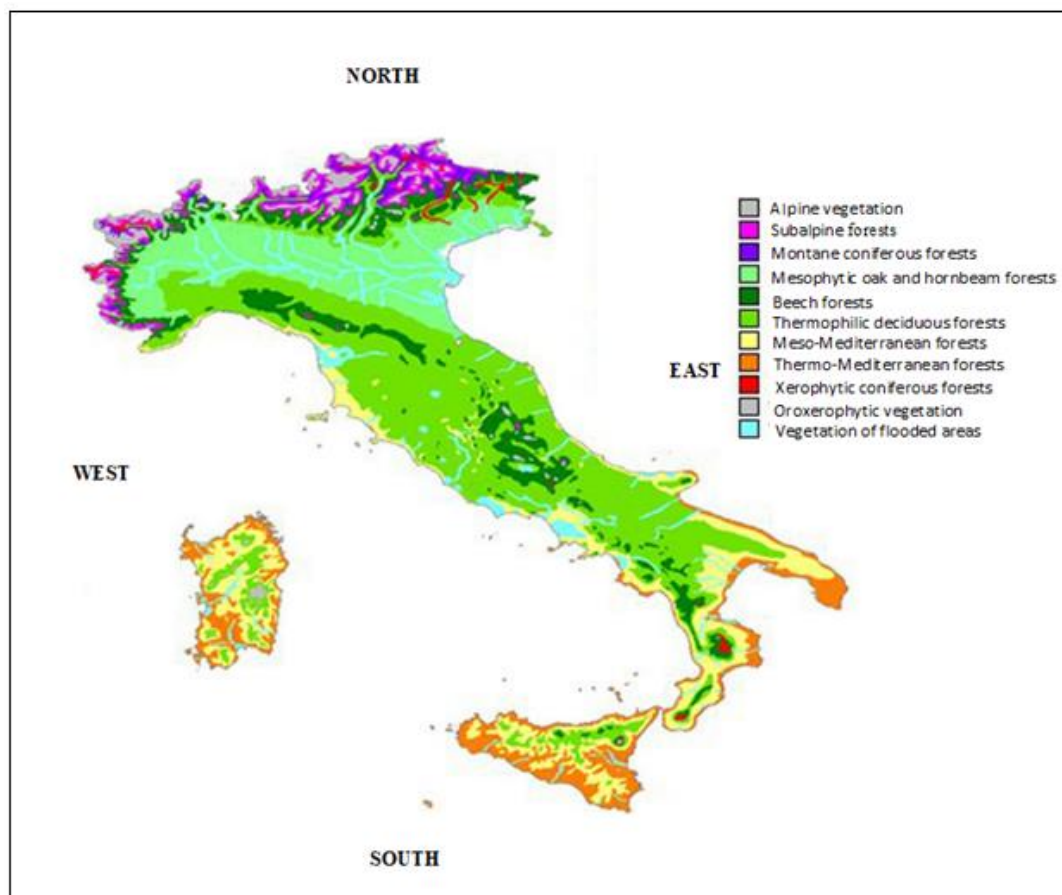 NORTH
Alpine vegetation
Subalpine forests
Montane coniferous forests
Mesophytic oak and hornbeam forests
Beech forests
Thermophilic deciduous forests
Meso-Mediterranean forests
EAST
Thermo-Mediterranean forests
Xerophytic coniferous forests
Oroxerophytic vegetation
Vegetation of flooded areas
WEST
SOUTH